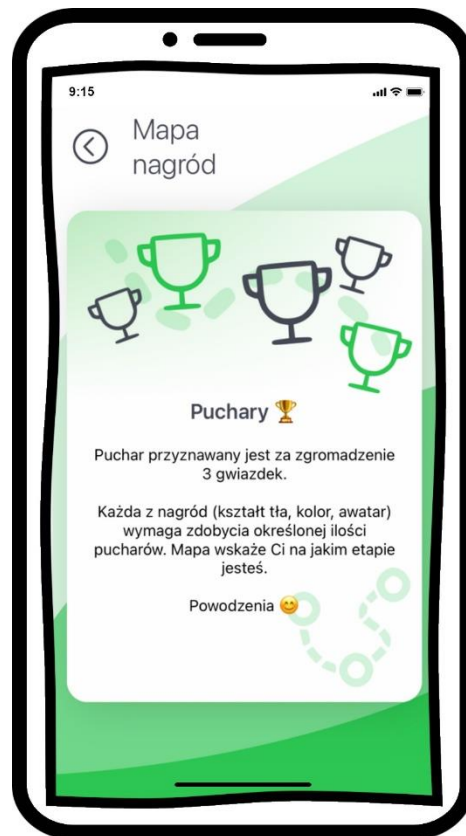 9:15
Mapa
nagród
Puchary 🏆
Puchar przyznawany jest za zgromadzenie
3 gwiazdek.
Każda z nagród (kształt tła, kolor, awatar)
wymaga zdobycia określonej ilości
pucharów. Mapa wskaże Ci na jakim etapie
jesteś.
Powodzenia 😊